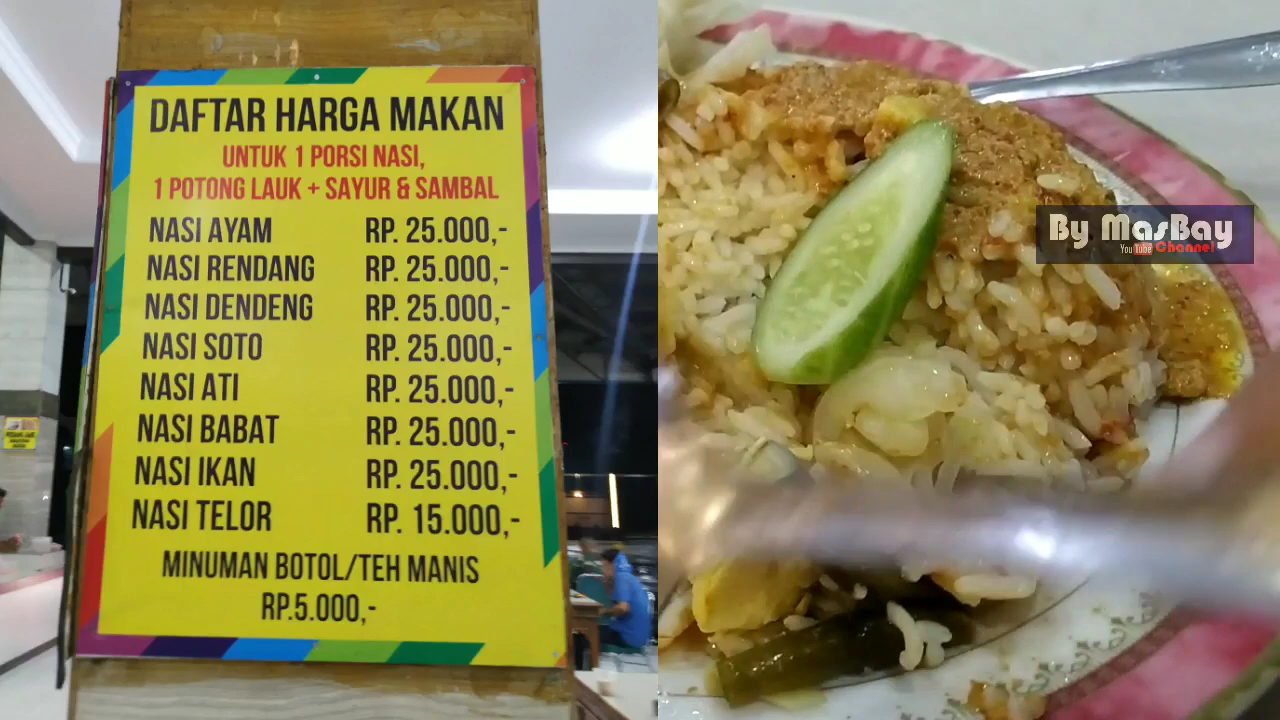 DAFTAR HARGA MAKAN
UNTUK 1 PORSI NASI,
1 POTONG LAUK + SAYUR & SAMBAL
NASI AYAM RP. 25.000,-
NASI RENDANG RP. 25.000,-
NASI DENDENG RP. 25.000,-
NASI SOTO RP. 25.000,-
NASI ATI RP. 25.000,-
NASI BABAT RP. 25.000,-
NASI IKAN RP. 25.000,-
NASI TELOR RP. 15.000,-
MINUMAN BOTOL/TEH MANIS
RP.5.000,-
By MasBay
YouTube Channel